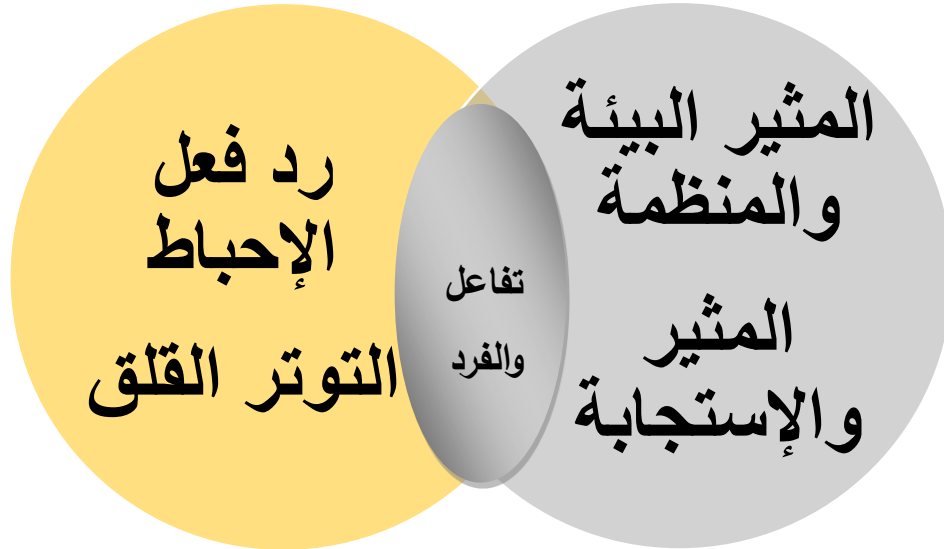 المثير البيئة
والمنظمة
المثير
والإستجابة
تفاعل
والفرد
رد فعل
الإحباط
التوتر القلق